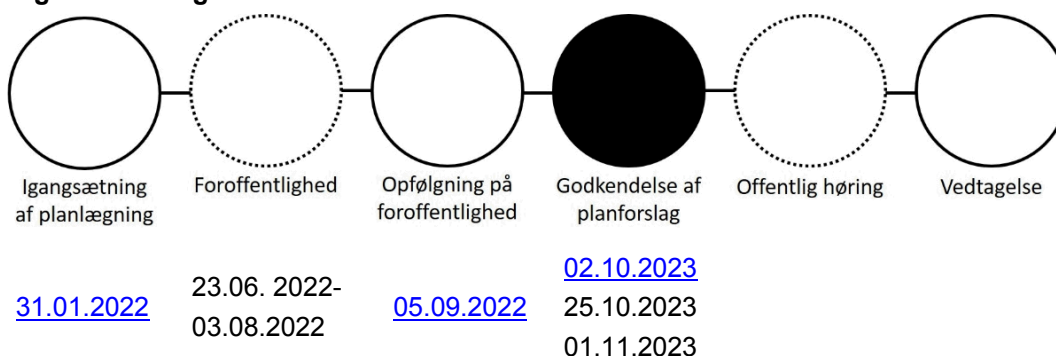 Igangsætning
af planlægning
Foroffentlighed
Opfølgning på
foroffentlighed
Godkendelse af
planforslag
Offentlig høring
Vedtagelse
31.01.2022
23.06. 2022-
03.08.2022
05.09.2022
02.10.2023
25.10.2023
01.11.2023